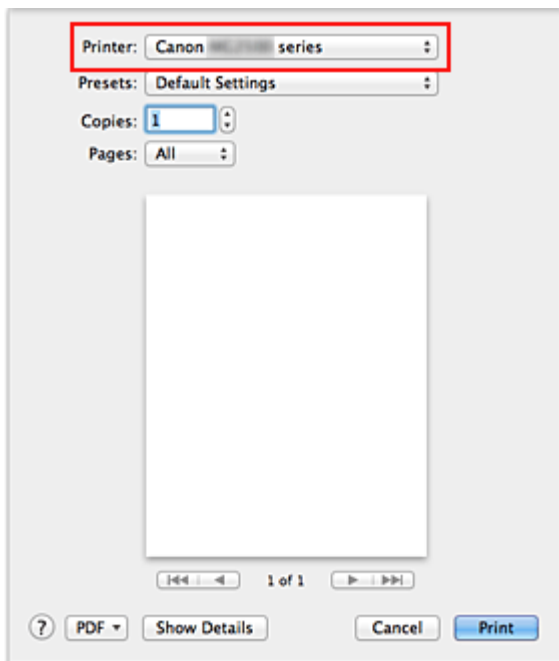 Printer: Canon series
Presets: Default Settings
Copies: 1
Pages: All
1 of 1
? PDF Show Details Cancel Print